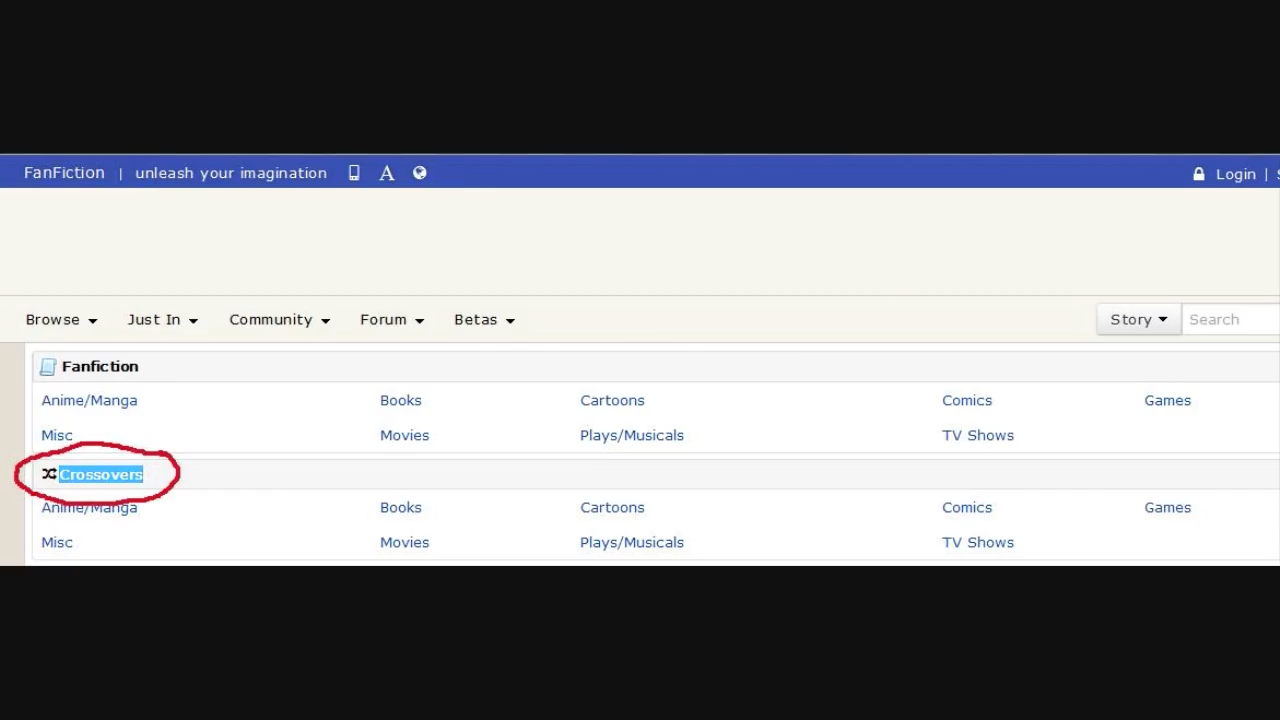 FanFiction | unleash your imagination A Login |
Browse Just In Community Forum Betas Story Search
Fanfiction
Anime/Manga Books Cartoons Comics Games
Misc Movies Plays/Musicals TV Shows
Crossovers
Anime/Manga Books Cartoons Comics Games
Misc Movies Plays/Musicals TV Shows